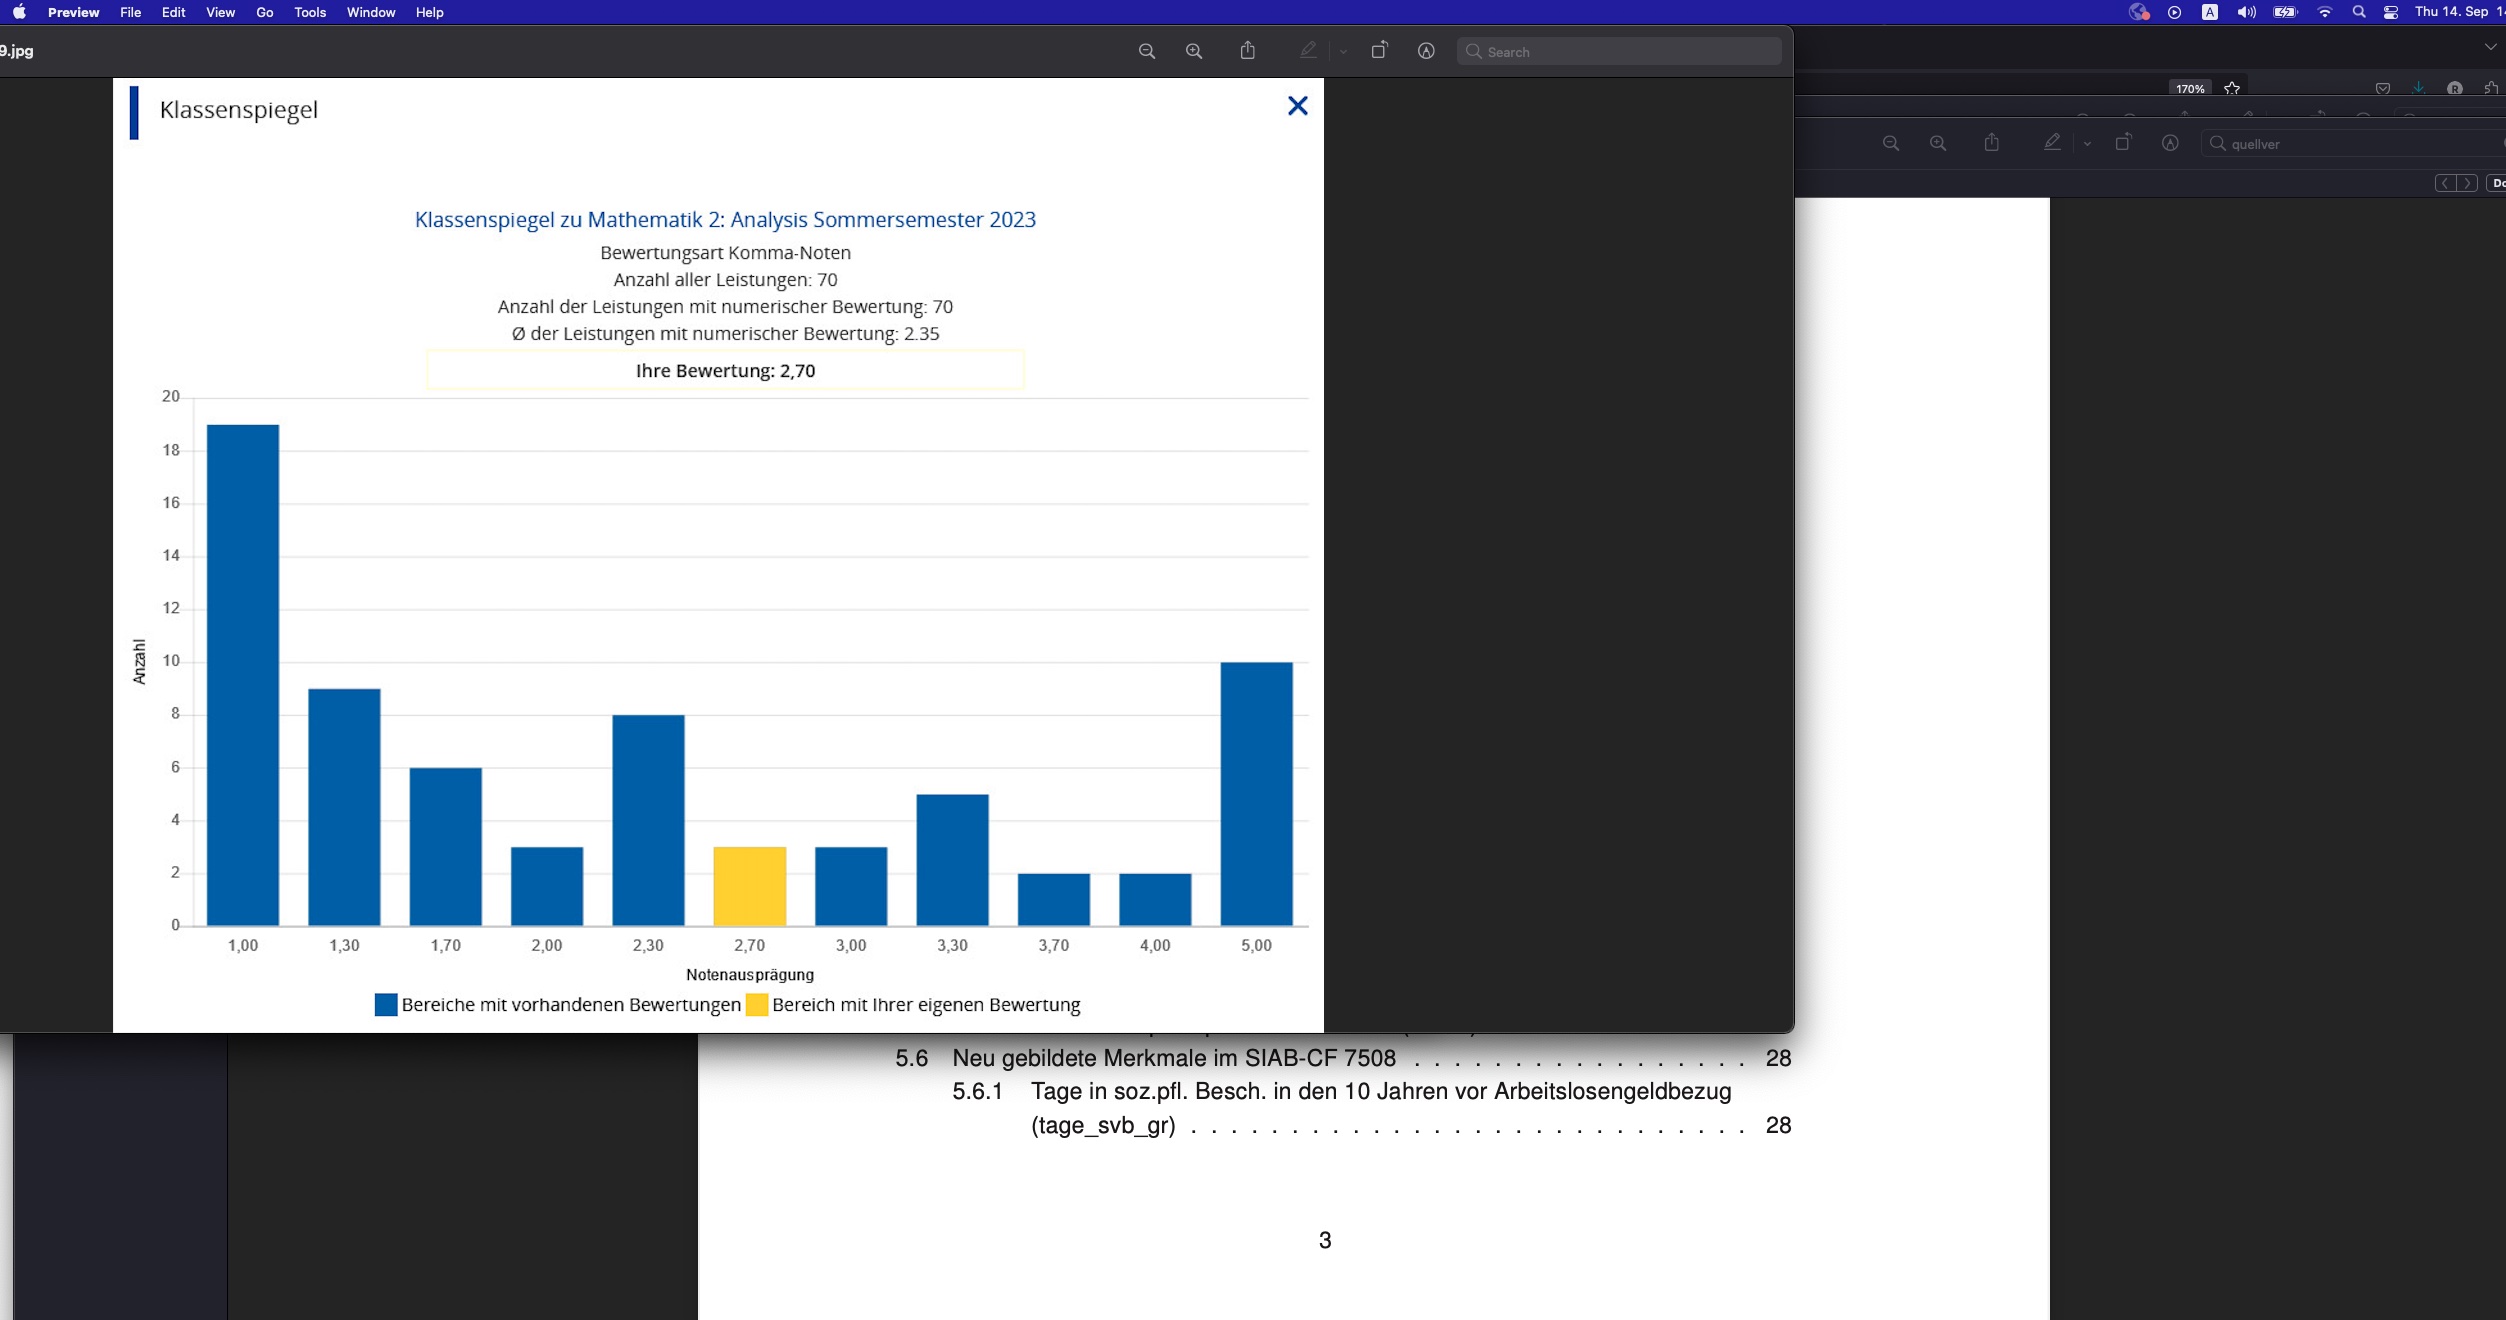 Preview File Edit View Go Tools Window Help
Thu 14. Sep
9.jpg
Search
170%
quellver
Klassenspiegel
Klassenspiegel zu Mathematik 2: Analysis Sommersemester 2023
Bewertungsart Komma-Noten
Anzahl aller Leistungen: 70
Anzahl der Leistungen mit numerischer Bewertung: 70
Ø der Leistungen mit numerischer Bewertung: 2.35
Ihre Bewertung: 2,70
20
18
16
14
12
10
8
6
4
2
0
Anzahl
1,00 1,30 1,70 2,00 2,30 2,70 3,00 3,30 3,70 4,00 5,00
Notenausprägung
Bereiche mit vorhandenen Bewertungen Bereich mit Ihrer eigenen Bewertung
5.6 Neu gebildete Merkmale im SIAB-CF 7508 . . . . . . . . . . . . . . . . . 28
5.6.1 Tage in soz.pfl. Besch. in den 10 Jahren vor Arbeitslosengeldbezug
(tage_svb_gr) . . . . . . . . . . . . . . . . . . . . . . . . . . . . 28
3